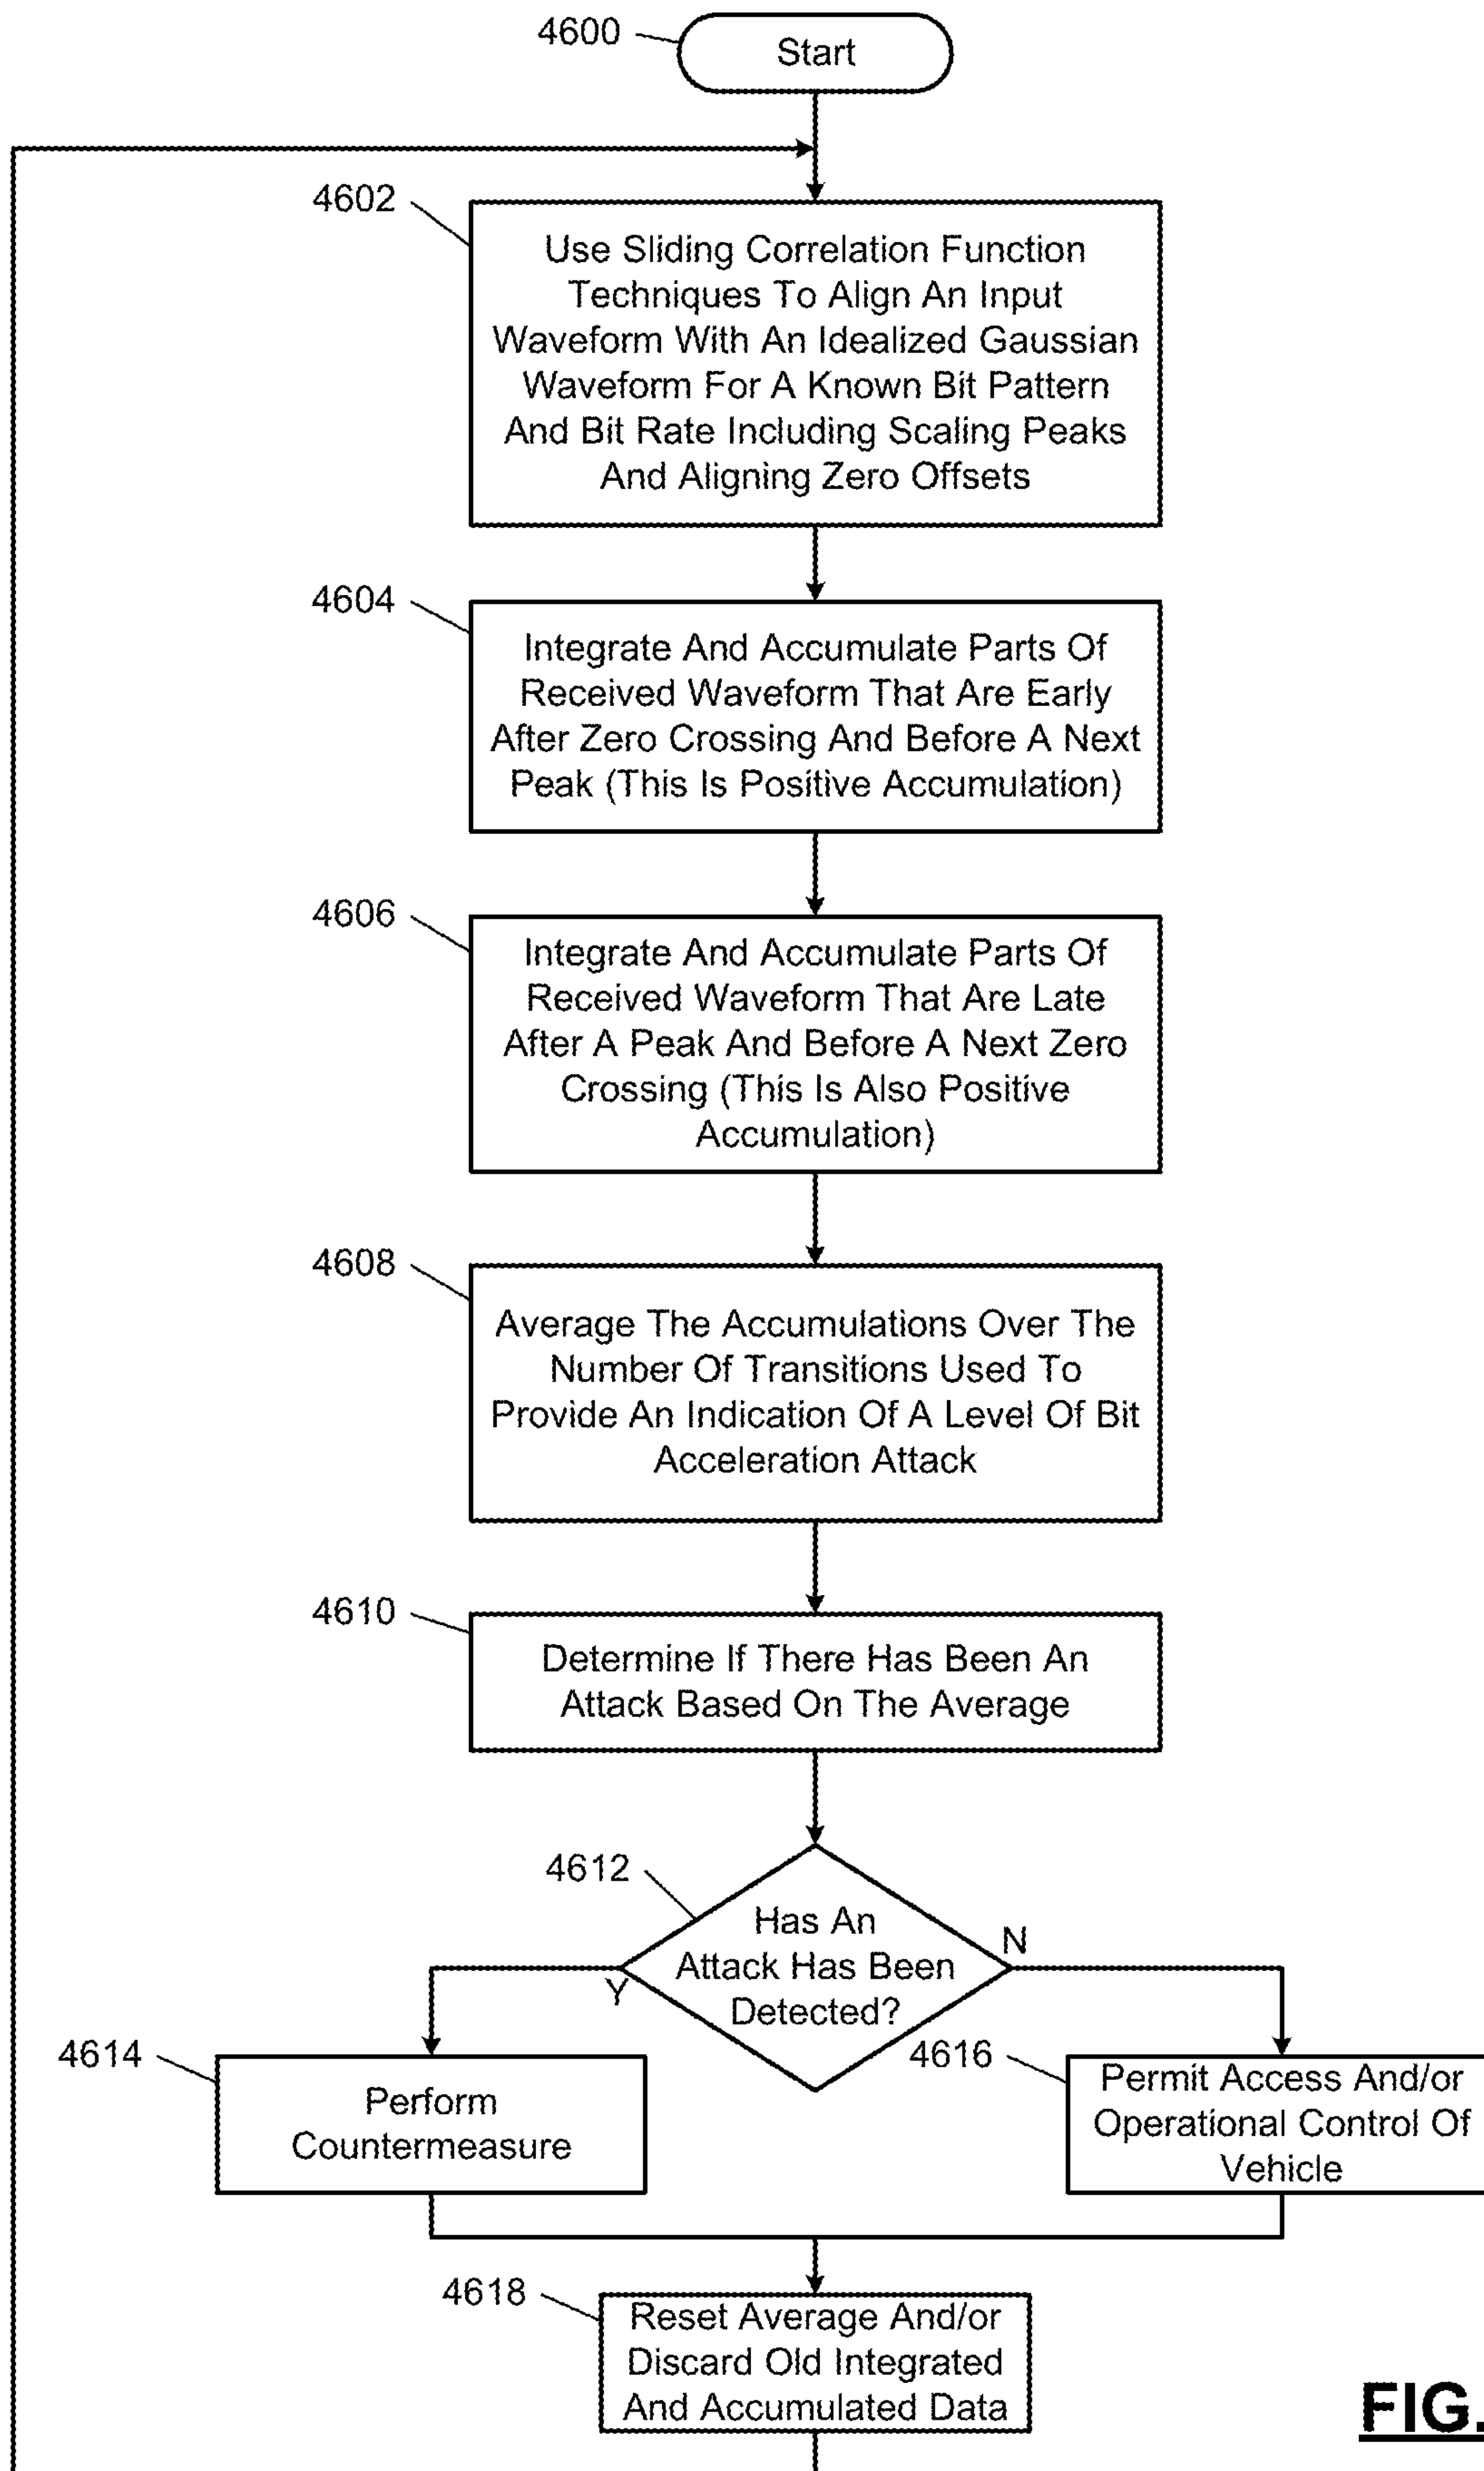 4600
Start
4602
Use Sliding Correlation Function
Techniques To Align An Input
Waveform With An Idealized Gaussian
Waveform For A Known Bit Pattern
And Bit Rate Including Scaling Peaks
And Aligning Zero Offsets
4604
Integrate And Accumulate Parts Of
Received Waveform That Are Early
After Zero Crossing And Before A Next
Peak (This Is Positive Accumulation)
4606
Integrate And Accumulate Parts Of
Received Waveform That Are Late
After A Peak And Before A Next Zero
Crossing (This Is Also Positive
Accumulation)
4608
Average The Accumulations Over The
Number Of Transitions Used To
Provide An Indication Of A Level Of Bit
Acceleration Attack
4610
Determine If There Has Been An
Attack Based On The Average
4612
Has An
Attack Has Been
Detected?
Y
N
4614
Perform
Countermeasure
4616
Permit Access And/or
Operational Control Of
Vehicle
4618
Reset Average And/or
Discard Old Integrated
And Accumulated Data
FIG.